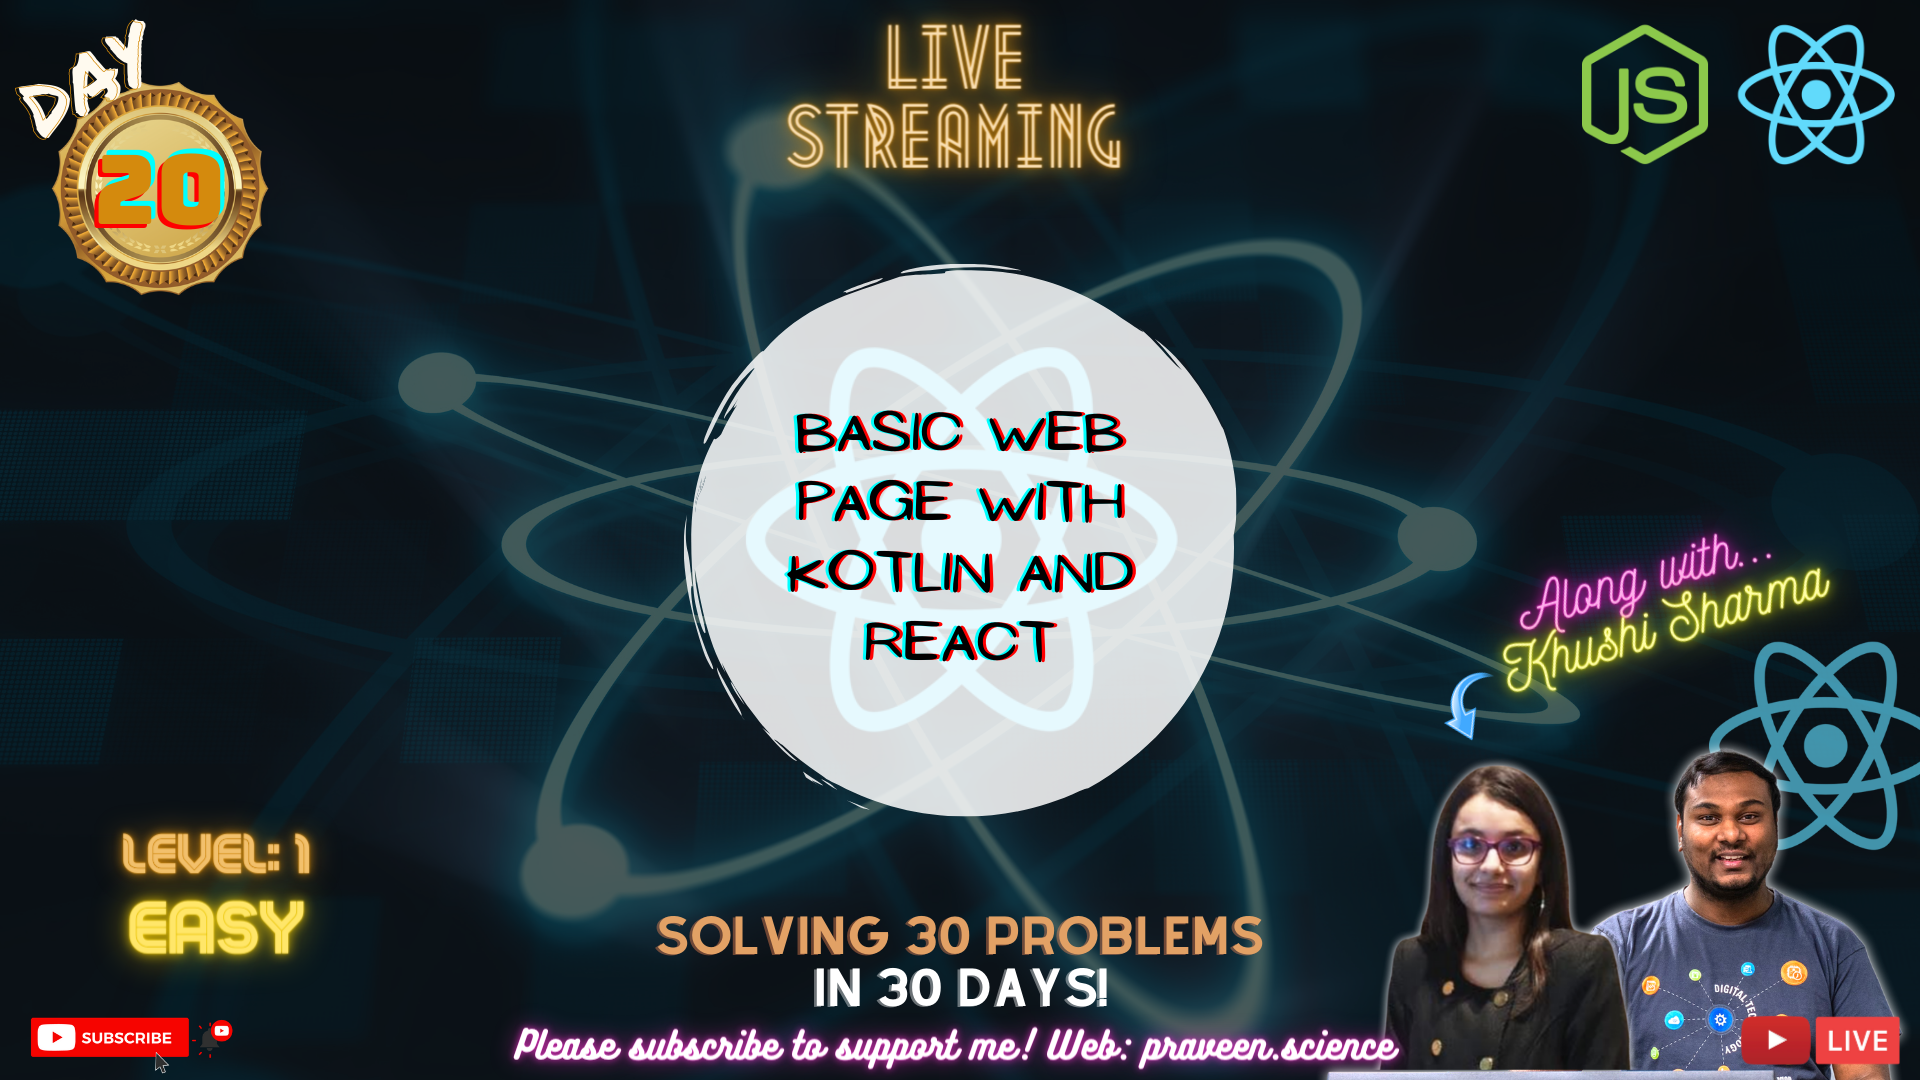 DAY
20
LIVE
STREAMING
JS
BASIC WEB
PAGE WITH
KOTLIN AND
REACT
Along with...
Khushi Sharma
LEVEL: 1
EASY
SOLVING 30 PROBLEMS
IN 30 DAYS!
SUBSCRIBE
Please subscribe to support me! Web: praveen.science
DIGITAL
LIVE